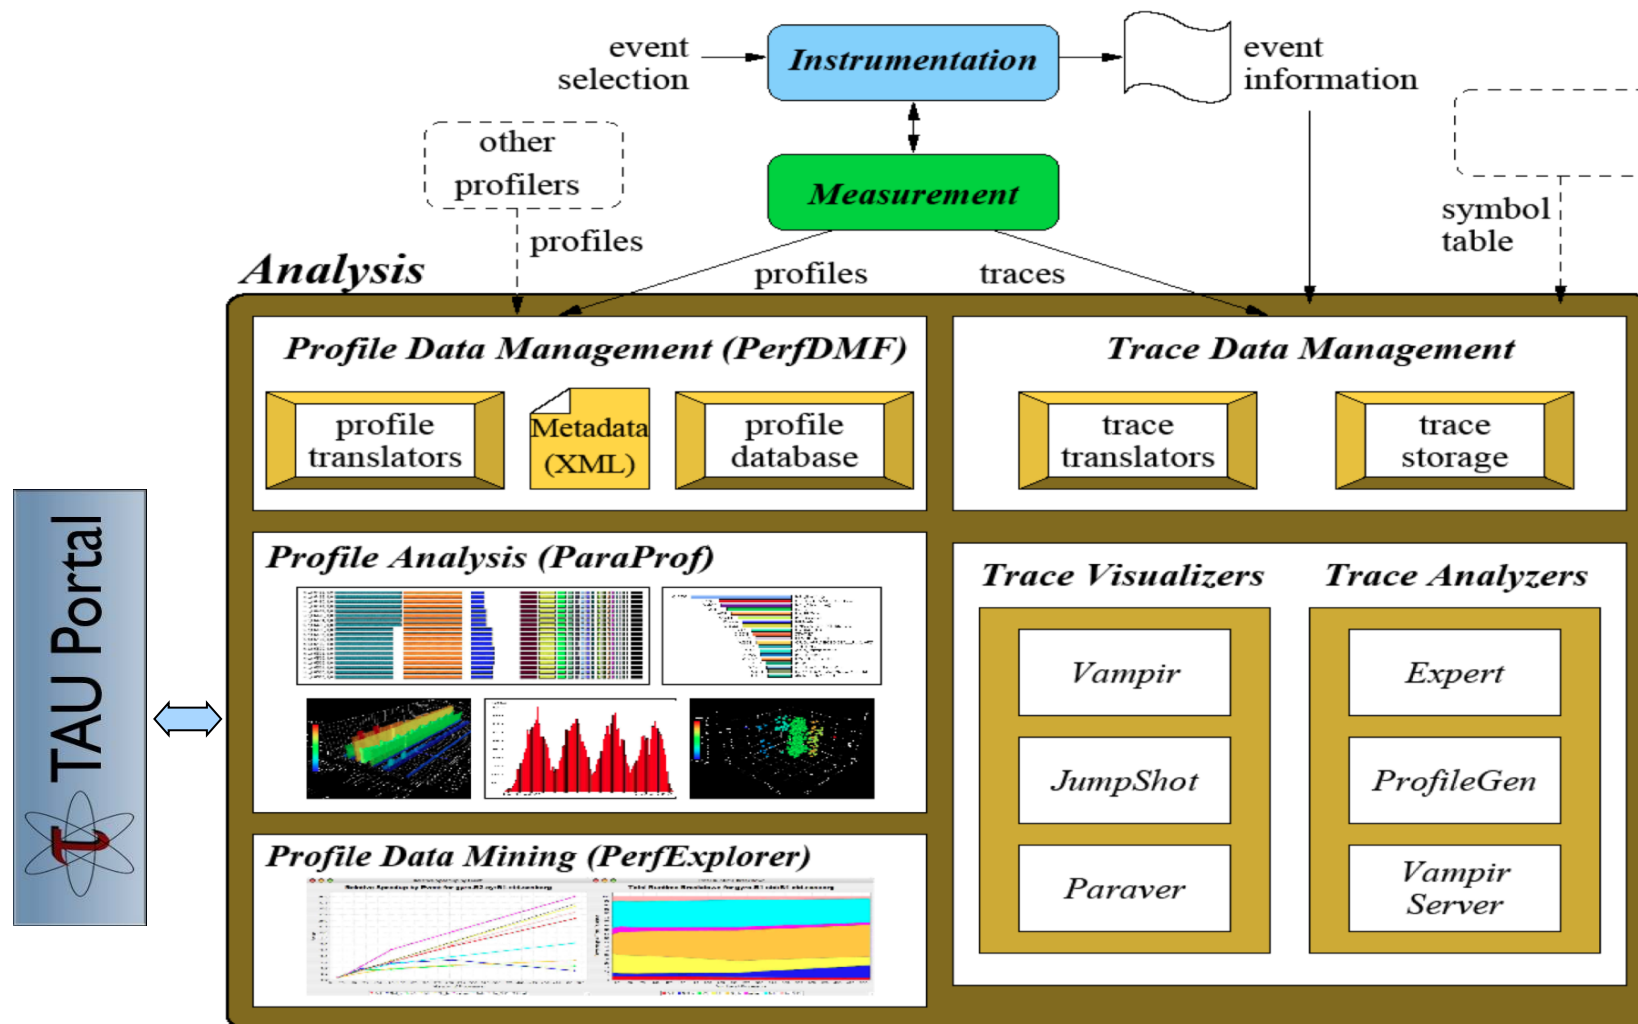 event
selection
Instrumentation
event
information
other
profilers
Measurement
symbol
table
profiles
Analysis
profiles
traces
Profile Data Management (PerfDMF)
profile
translators
Metadata
(XML)
profile
database
Trace Data Management
trace
translators
trace
storage
TAU Portal
Profile Analysis (ParaProf)
Trace Visualizers
Vampir
JumpShot
Paraver
Trace Analyzers
Expert
ProfileGen
Vampir
Server
Profile Data Mining (PerfExplorer)